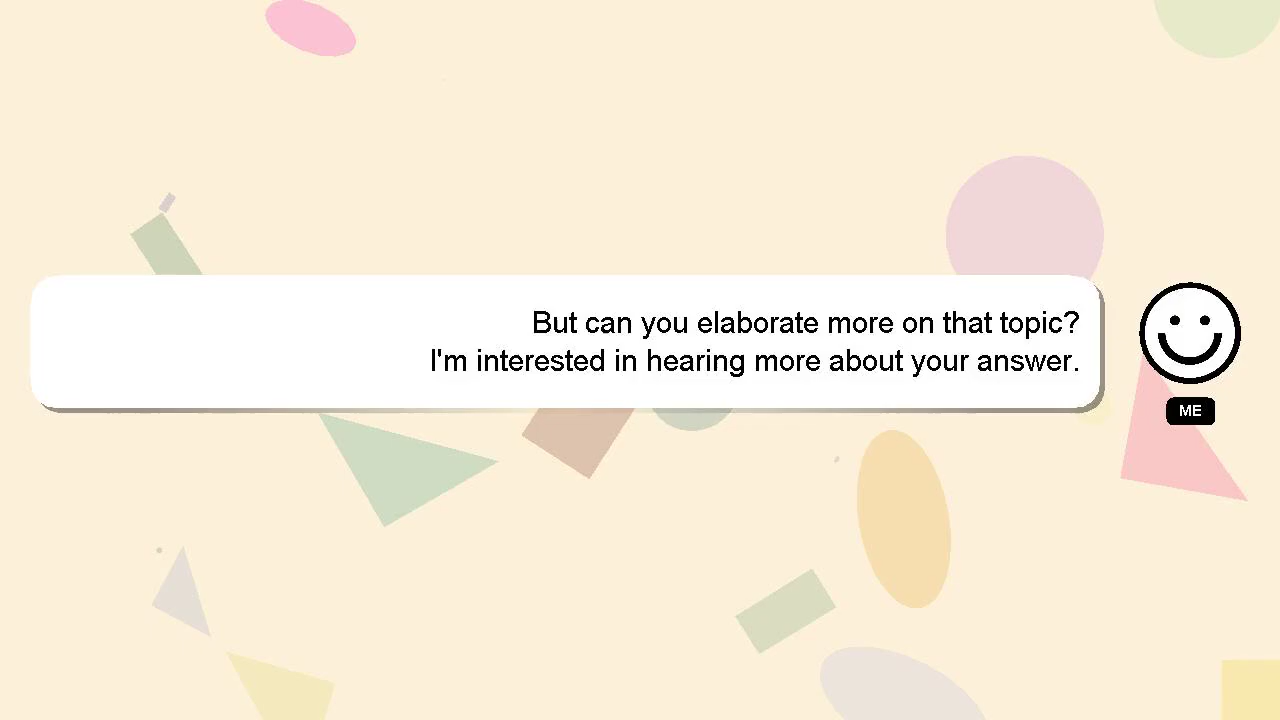 But can you elaborate more on that topic?
I'm interested in hearing more about your answer.
ME